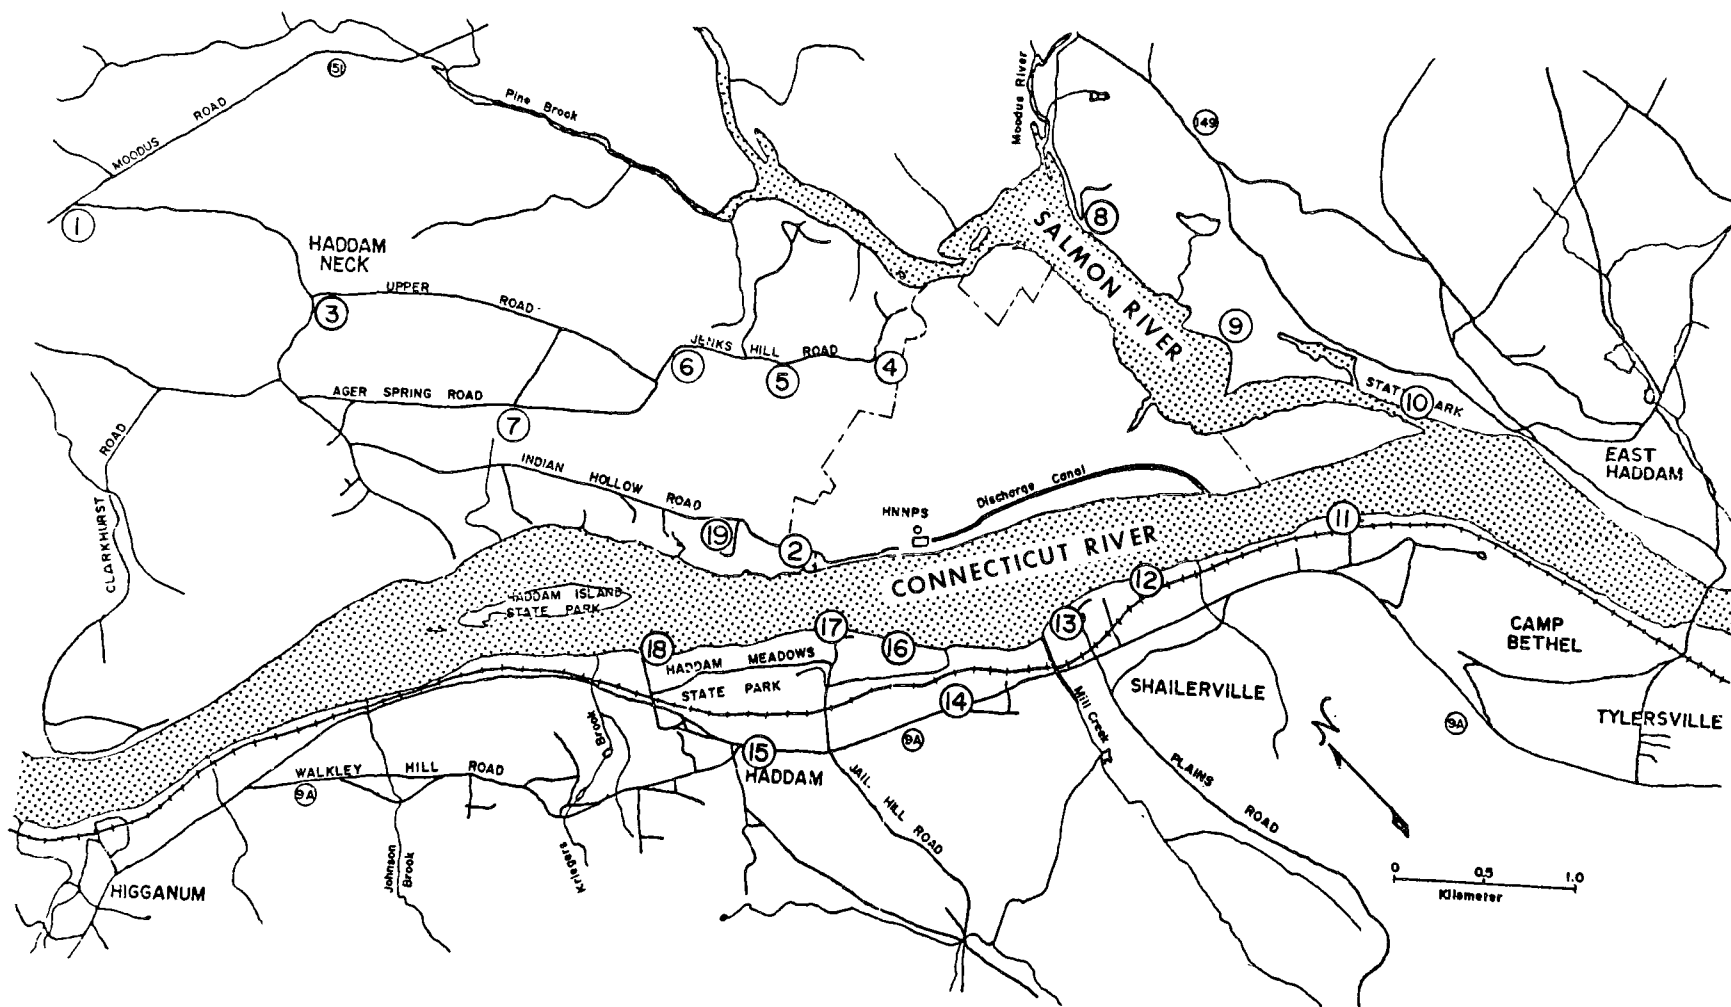 151
Pine Brook
MOODUS ROAD
Moodus River
149
1
8
HADDAM
NECK
SALMON RIVER
UPPER ROAD
3
9
JENKS HILL ROAD
6
5
4
AGER SPRING ROAD
STATE PARK
10
7
CLARKHURST ROAD
INDIAN HOLLOW ROAD
EAST
HADDAM
Discharge Canal
HNNPS
19
2
11
CONNECTICUT RIVER
12
HADDAM ISLAND
STATE PARK
17
13
18
16
CAMP
BETHEL
HADDAM MEADOWS
STATE PARK
SHAILERVILLE
14
Mill Creek
9A
TYLERSVILLE
N
Brook
9A
15
HADDAM
WALKLEY HILL ROAD
9A
JAIL HILL ROAD
PLAINS ROAD
Johnson
Brook
Kriegers
HIGGANUM
0 0.5 1.0
Kilometer